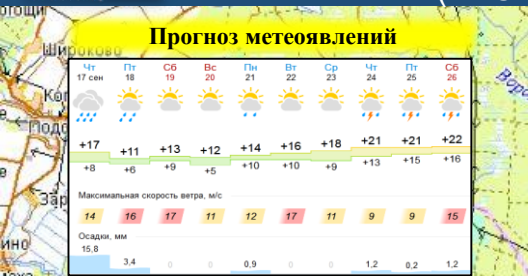 Широково
Прогноз метеоявлений
Чт Пт Сб Вс Пн Вт Ср Чт Пт Сб
17 сен 18 19 20 21 22 23 24 25 26
+17 +11 +13 +12 +14 +16 +18 +21 +21 +22
+8 +6 +9 +5 +10 +10 +9 +13 +15 +16
Максимальная скорость ветра, м/с
14 16 17 11 12 17 11 9 9 15
Осадки, мм
15,8 3,4 0 0 0,9 0 0 1,2 0,2 1,2